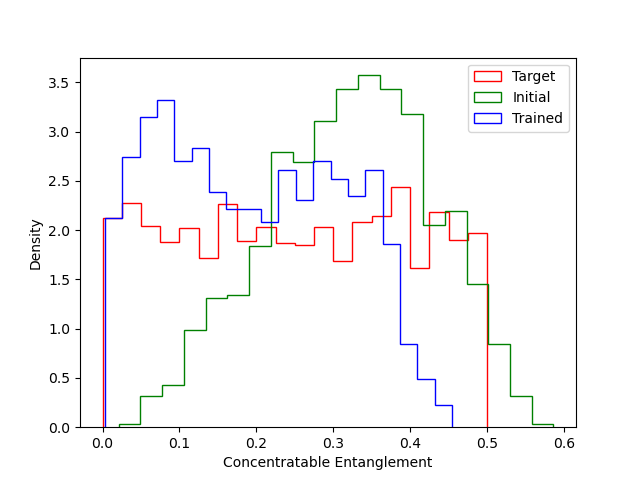 Target
Initial
Trained
3.5
3.0
2.5
2.0
1.5
1.0
0.5
0.0
Density
0.0 0.1 0.2 0.3 0.4 0.5 0.6
Concentratable Entanglement